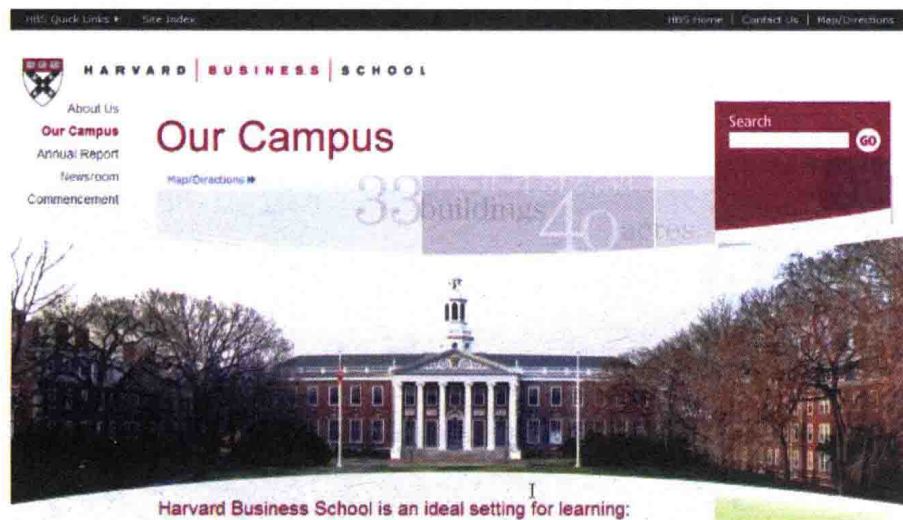 HBS Quick Links Site Index HBS Home | Contact Us | Map/Directions
HARVARD | BUSINESS | SCHOOL
About Us
Our Campus
Annual Report
Newsroom
Commencement
Our Campus
Map/Directions
33 buildings 40 acres
Search
GO
Harvard Business School is an ideal setting for learning: